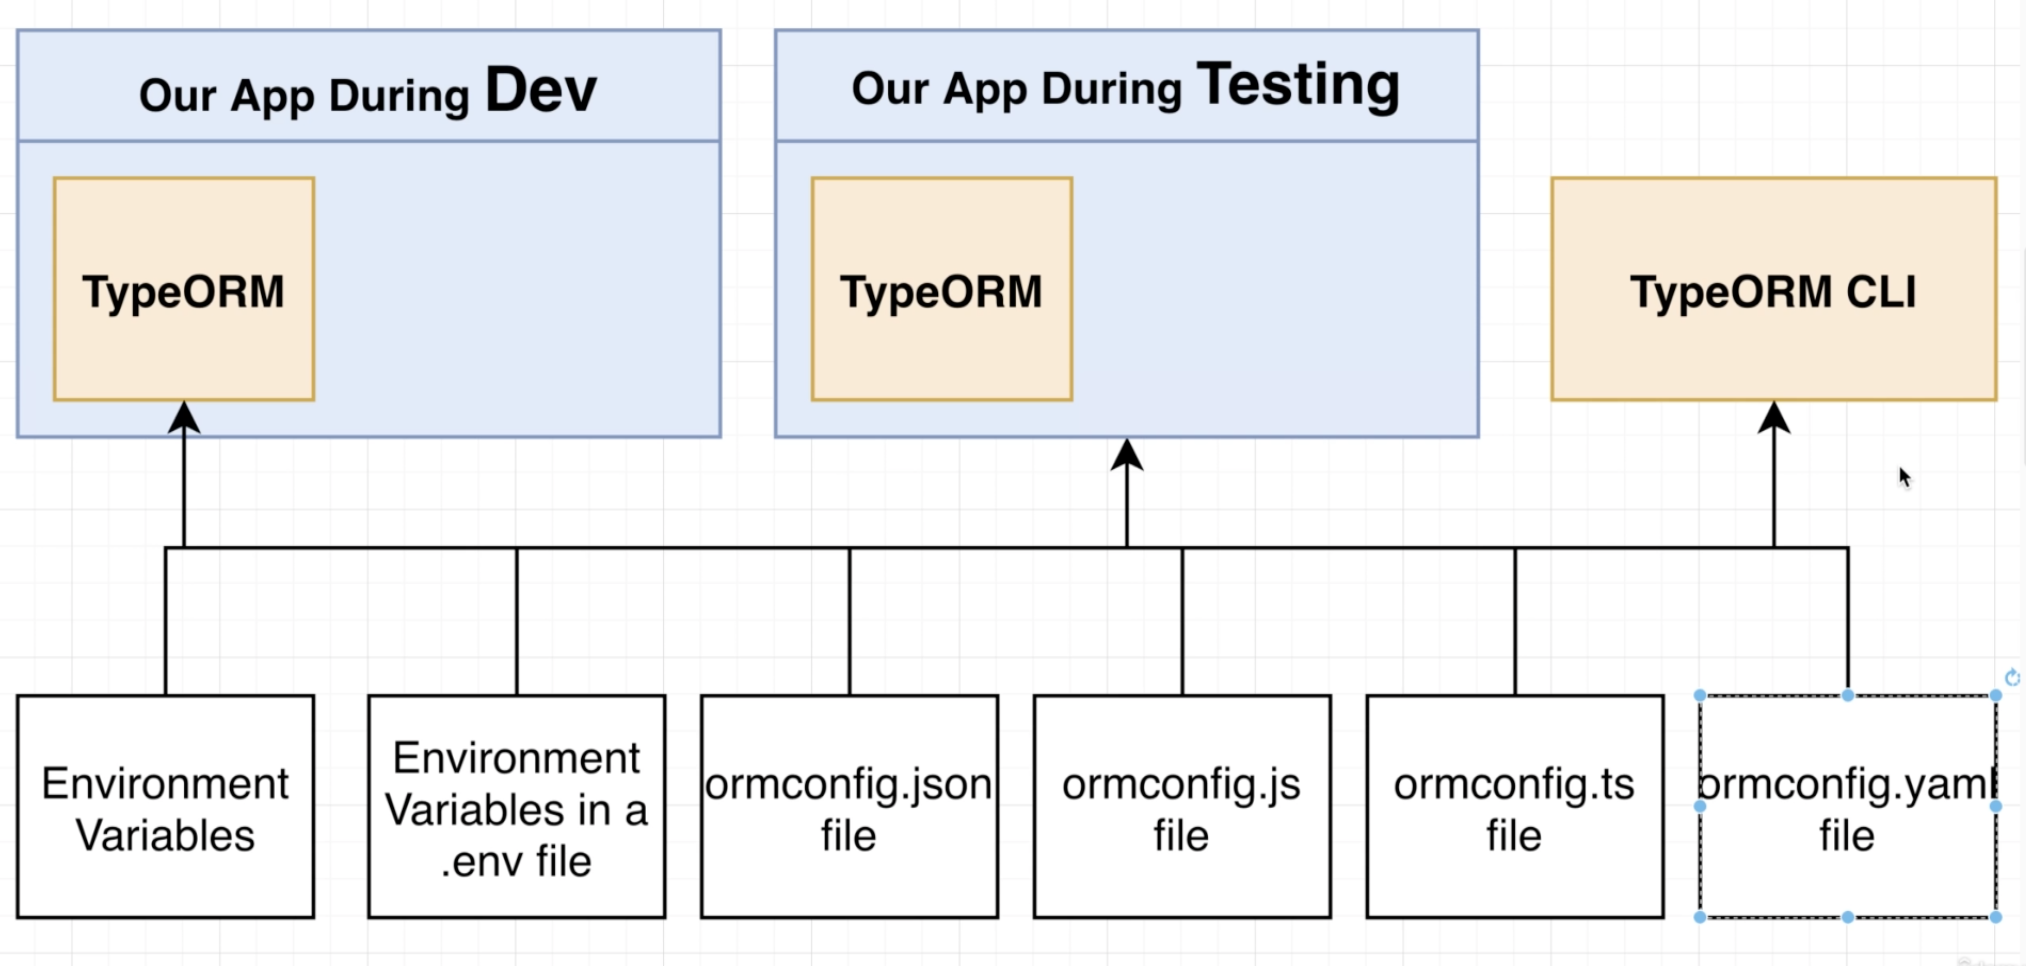 Our App During Dev
Our App During Testing
TypeORM
TypeORM
TypeORM CLI
Environment
Variables
Environment
Variables in a
.env file
ormconfig.json
file
ormconfig.js
file
ormconfig.ts
file
ormconfig.yaml
file